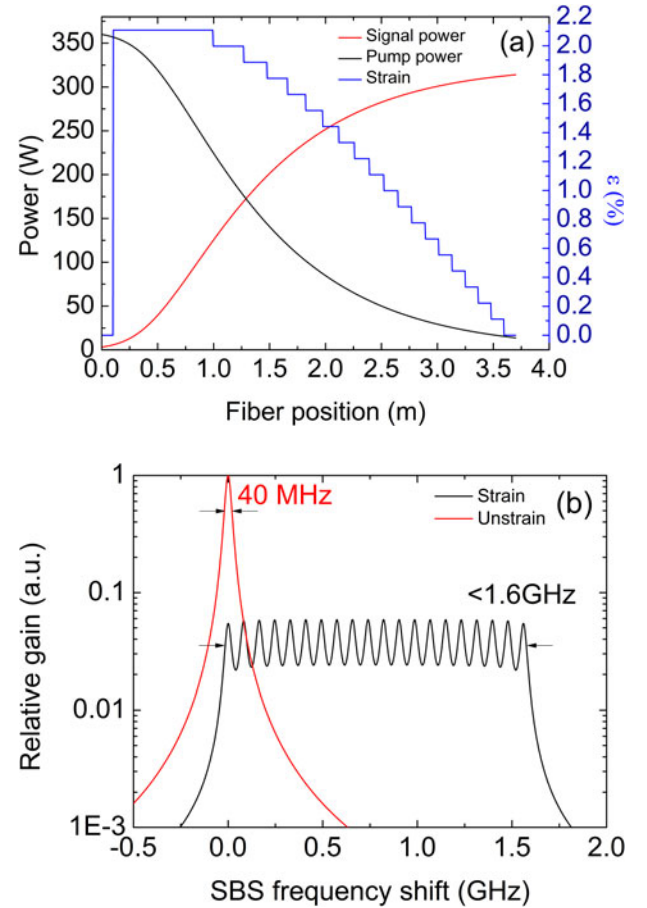 (a)
Signal power
Pump power
Strain
350
300
250
200
150
100
50
0
Power (W)
2.2
2.0
1.8
1.6
1.4
1.2
1.0
0.8
0.6
0.4
0.2
0.0
ε (%)
0.0 0.5 1.0 1.5 2.0 2.5 3.0 3.5 4.0
Fiber position (m)
(b)
Strain
Unstrain
40 MHz
<1.6GHz
1
0.1
0.01
1E-3
Relative gain (a.u.)
-0.5 0.0 0.5 1.0 1.5 2.0
SBS frequency shift (GHz)